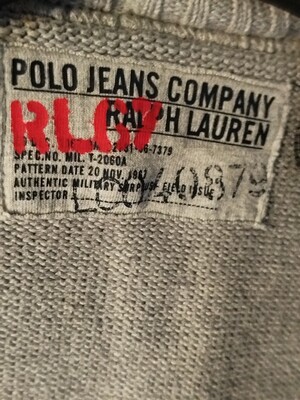 POLO JEANS COMPANY
RALPH LAUREN
RL67
-7379
SPEC.NO. MIL. T-2060A
PATTERN DATE 20 NOV. 1967
AUTHENTIC MILITARY SURPLUS FIELD ISSUE
INSPECTOR